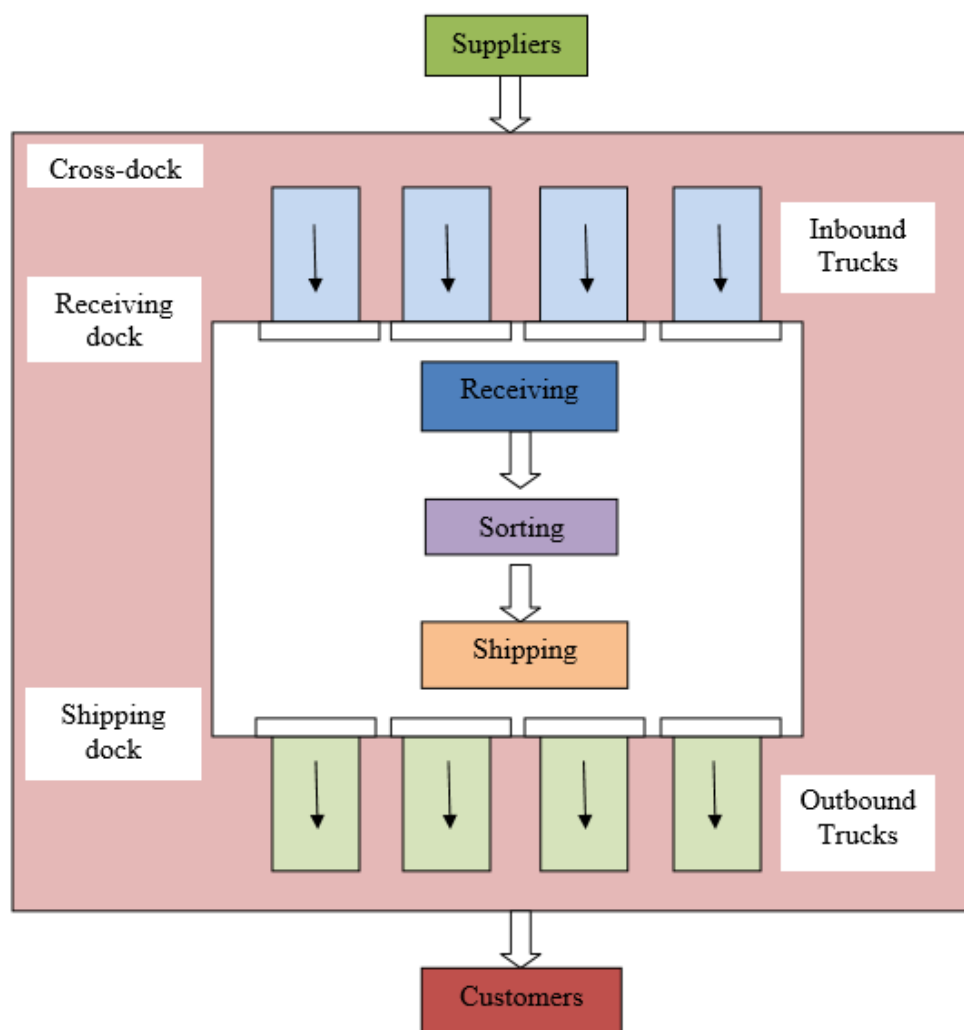 Suppliers
Cross-dock
Inbound
Trucks
Receiving
dock
Receiving
Sorting
Shipping
Shipping
dock
Outbound
Trucks
Customers